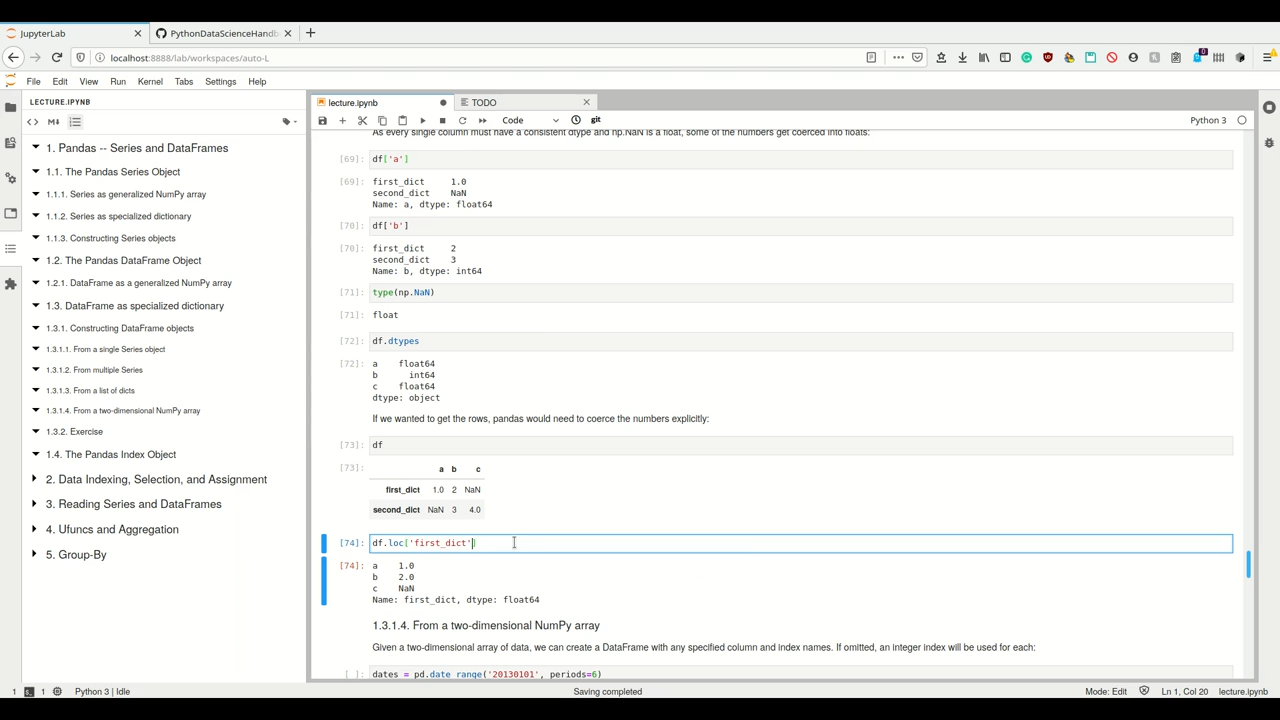 JupyterLab
PythonDataScienceHandb
localhost:8888/lab/workspaces/auto-L
File Edit View Run Kernel Tabs Settings Help
LECTURE.IPYNB
1. Pandas -- Series and DataFrames
1.1. The Pandas Series Object
1.1.1. Series as generalized NumPy array
1.1.2. Series as specialized dictionary
1.1.3. Constructing Series objects
1.2. The Pandas DataFrame Object
1.2.1. DataFrame as a generalized NumPy array
1.3. DataFrame as specialized dictionary
1.3.1. Constructing DataFrame objects
1.3.1.1. From a single Series object
1.3.1.2. From multiple Series
1.3.1.3. From a list of dicts
1.3.1.4. From a two-dimensional NumPy array
1.3.2. Exercise
1.4. The Pandas Index Object
2. Data Indexing, Selection, and Assignment
3. Reading Series and DataFrames
4. Ufuncs and Aggregation
5. Group-By
lecture.ipynb
TODO
Code
git
Python 3
As every single column must have a consistent dtype and np.NaN is a float, some of the numbers get coerced into floats:
[69]: df['a']
[69]: first_dict 1.0
second_dict NaN
Name: a, dtype: float64
[70]: df['b']
[70]: first_dict 2
second_dict 3
Name: b, dtype: int64
[71]: type(np.NaN)
[71]: float
[72]: df.dtypes
[72]: a float64
b int64
c float64
dtype: object
If we wanted to get the rows, pandas would need to coerce the numbers explicitly:
[73]: df
[73]: a b c
first_dict 1.0 2 NaN
second_dict NaN 3 4.0
[74]: df.loc['first_dict']
[74]: a 1.0
b 2.0
c NaN
Name: first_dict, dtype: float64
1.3.1.4. From a two-dimensional NumPy array
Given a two-dimensional array of data, we can create a DataFrame with any specified column and index names. If omitted, an integer index will be used for each:
[ ]: dates = pd.date_range('20130101', periods=6)
1 1 Python 3 | Idle
Saving completed
Mode: Edit
Ln 1, Col 20
lecture.ipynb